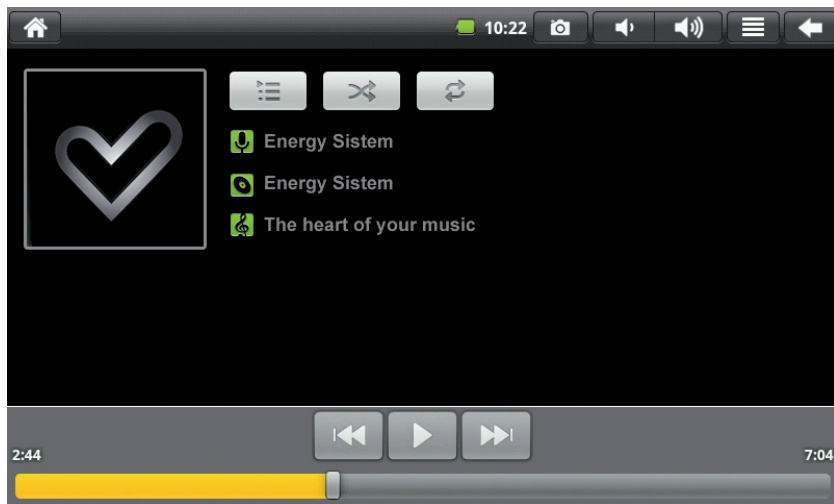 10:22
Energy Sistem
Energy Sistem
The heart of your music
2:44
7:04